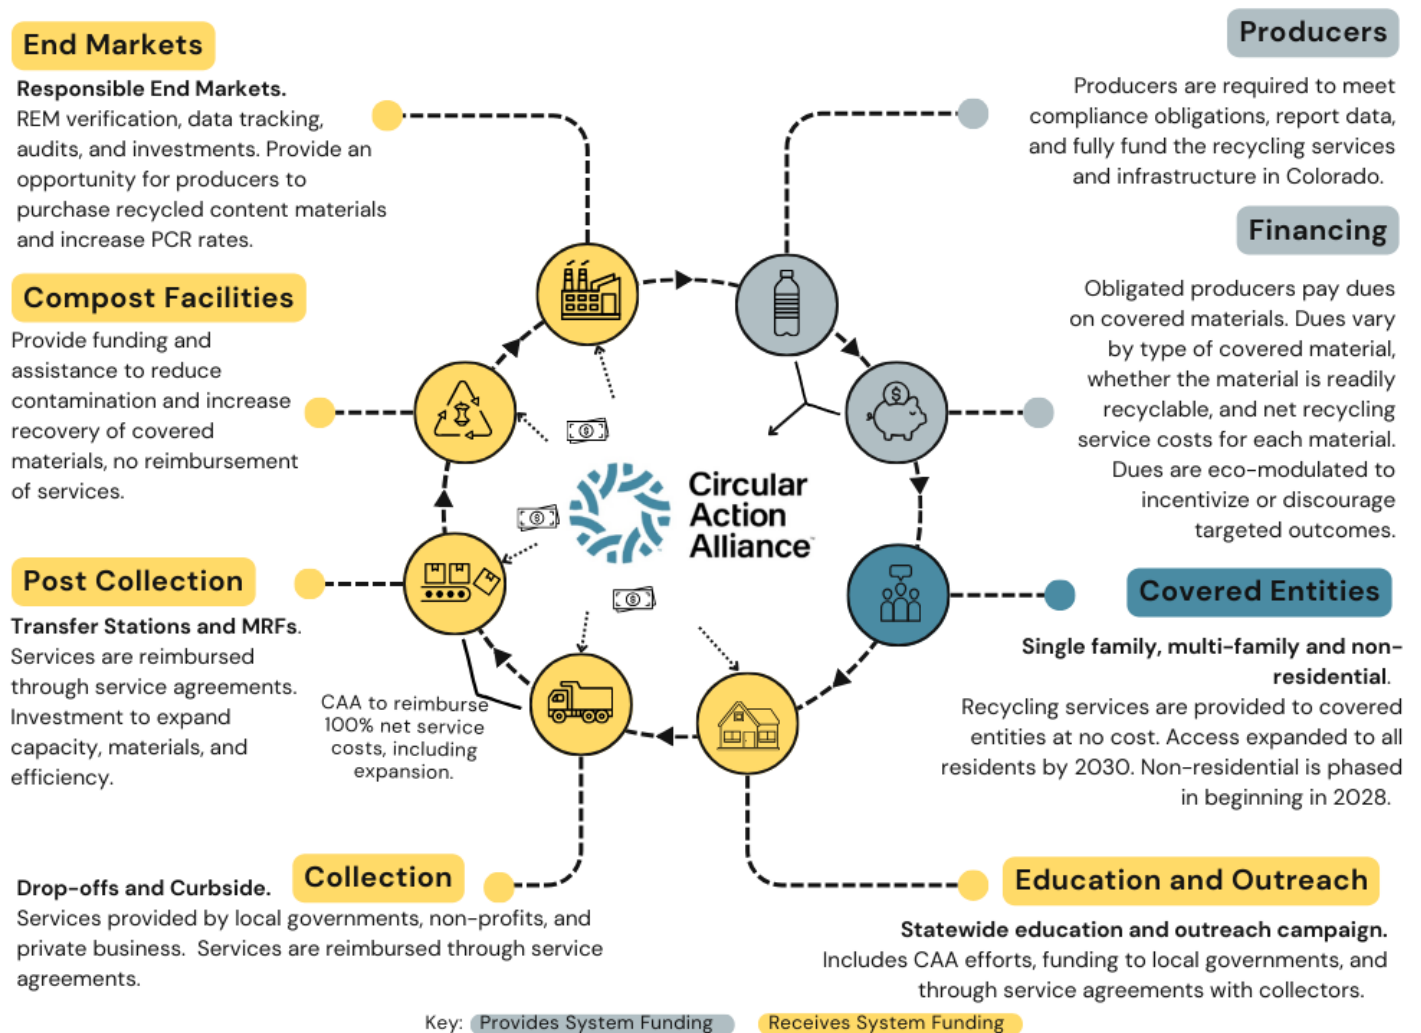 End Markets
Responsible End Markets.
REM verification, data tracking,
audits, and investments. Provide an
opportunity for producers to
purchase recycled content materials
and increase PCR rates.
Compost Facilities
Provide funding and
assistance to reduce
contamination and increase
recovery of covered
materials, no reimbursement
of services.
Post Collection
Transfer Stations and MRFs.
Services are reimbursed
through service agreements.
Investment to expand
capacity, materials, and
efficiency.
CAA to reimburse
100% net service
costs, including
expansion.
Collection
Drop-offs and Curbside.
Services provided by local governments, non-profits, and
private business. Services are reimbursed through service
agreements.
Circular
Action
Alliance™
Producers
Producers are required to meet
compliance obligations, report data,
and fully fund the recycling services
and infrastructure in Colorado.
Financing
Obligated producers pay dues
on covered materials. Dues vary
by type of covered material,
whether the material is readily
recyclable, and net recycling
service costs for each material.
Dues are eco-modulated to
incentivize or discourage
targeted outcomes.
Covered Entities
Single family, multi-family and non-
residential.
Recycling services are provided to covered
entities at no cost. Access expanded to all
residents by 2030. Non-residential is phased
in beginning in 2028.
Education and Outreach
Statewide education and outreach campaign.
Includes CAA efforts, funding to local governments, and
through service agreements with collectors.
Key: Provides System Funding Receives System Funding